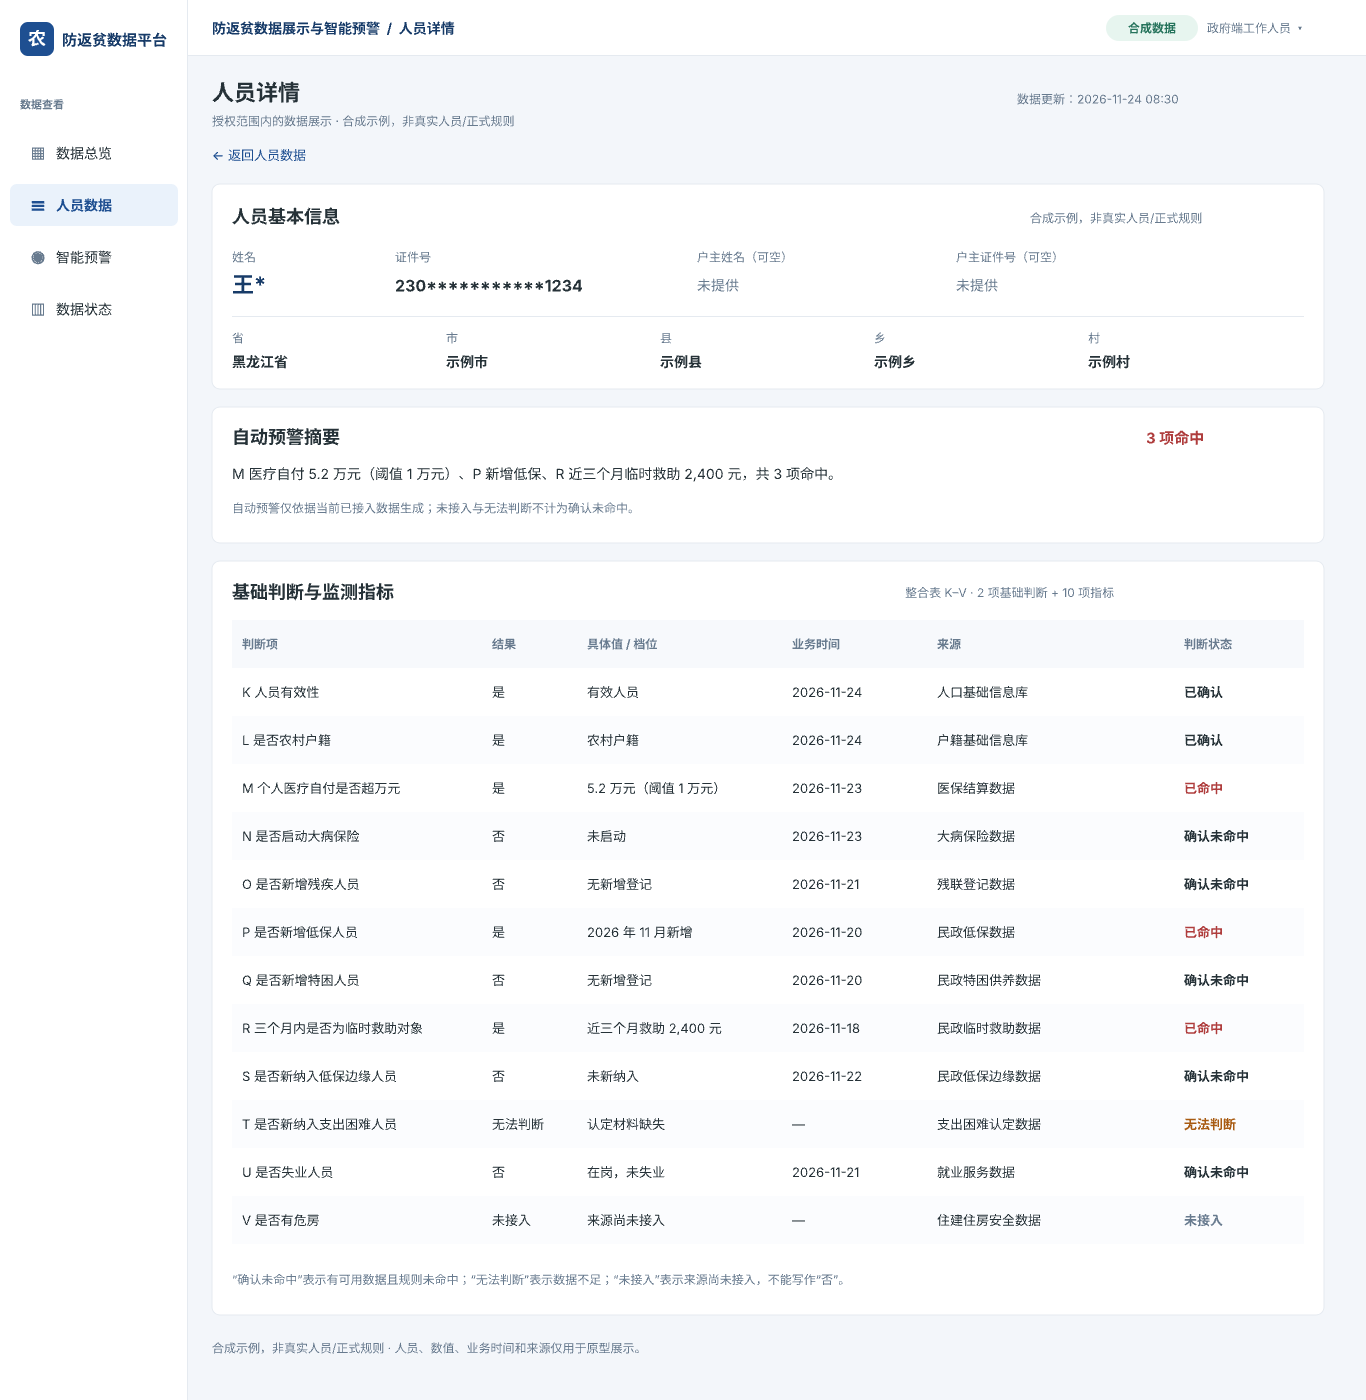 农 防返贫数据平台
数据查看
数据总览
人员数据
智能预警
数据状态
防返贫数据展示与智能预警 / 人员详情
合成数据 政府端工作人员
人员详情
数据更新：2026-11-24 08:30
授权范围内的数据展示 · 合成示例，非真实人员/正式规则
← 返回人员数据
人员基本信息 合成示例，非真实人员/正式规则
姓名 证件号 户主姓名（可空） 户主证件号（可空）
王* 230***********1234 未提供 未提供
省 市 县 乡 村
黑龙江省 示例市 示例县 示例乡 示例村
自动预警摘要 3 项命中
M 医疗自付 5.2 万元（阈值 1 万元）、P 新增低保、R 近三个月临时救助 2,400 元，共 3 项命中。
自动预警仅依据当前已接入数据生成；未接入与无法判断不计为确认未命中。
基础判断与监测指标 整合表 K–V · 2 项基础判断 + 10 项指标
判断项 结果 具体值 / 档位 业务时间 来源 判断状态
K 人员有效性 是 有效人员 2026-11-24 人口基础信息库 已确认
L 是否农村户籍 是 农村户籍 2026-11-24 户籍基础信息库 已确认
M 个人医疗自付是否超万元 是 5.2 万元（阈值 1 万元） 2026-11-23 医保结算数据 已命中
N 是否启动大病保险 否 未启动 2026-11-23 大病保险数据 确认未命中
O 是否新增残疾人员 否 无新增登记 2026-11-21 残联登记数据 确认未命中
P 是否新增低保人员 是 2026 年 11 月新增 2026-11-20 民政低保数据 已命中
Q 是否新增特困人员 否 无新增登记 2026-11-20 民政特困供养数据 确认未命中
R 三个月内是否为临时救助对象 是 近三个月救助 2,400 元 2026-11-18 民政临时救助数据 已命中
S 是否新纳入低保边缘人员 否 未新纳入 2026-11-22 民政低保边缘数据 确认未命中
T 是否新纳入支出困难人员 无法判断 认定材料缺失 — 支出困难认定数据 无法判断
U 是否失业人员 否 在岗，未失业 2026-11-21 就业服务数据 确认未命中
V 是否有危房 未接入 来源尚未接入 — 住建住房安全数据 未接入
“确认未命中”表示有可用数据且规则未命中；“无法判断”表示数据不足；“未接入”表示来源尚未接入，不能写作“否”。
合成示例，非真实人员/正式规则 · 人员、数值、业务时间和来源仅用于原型展示。